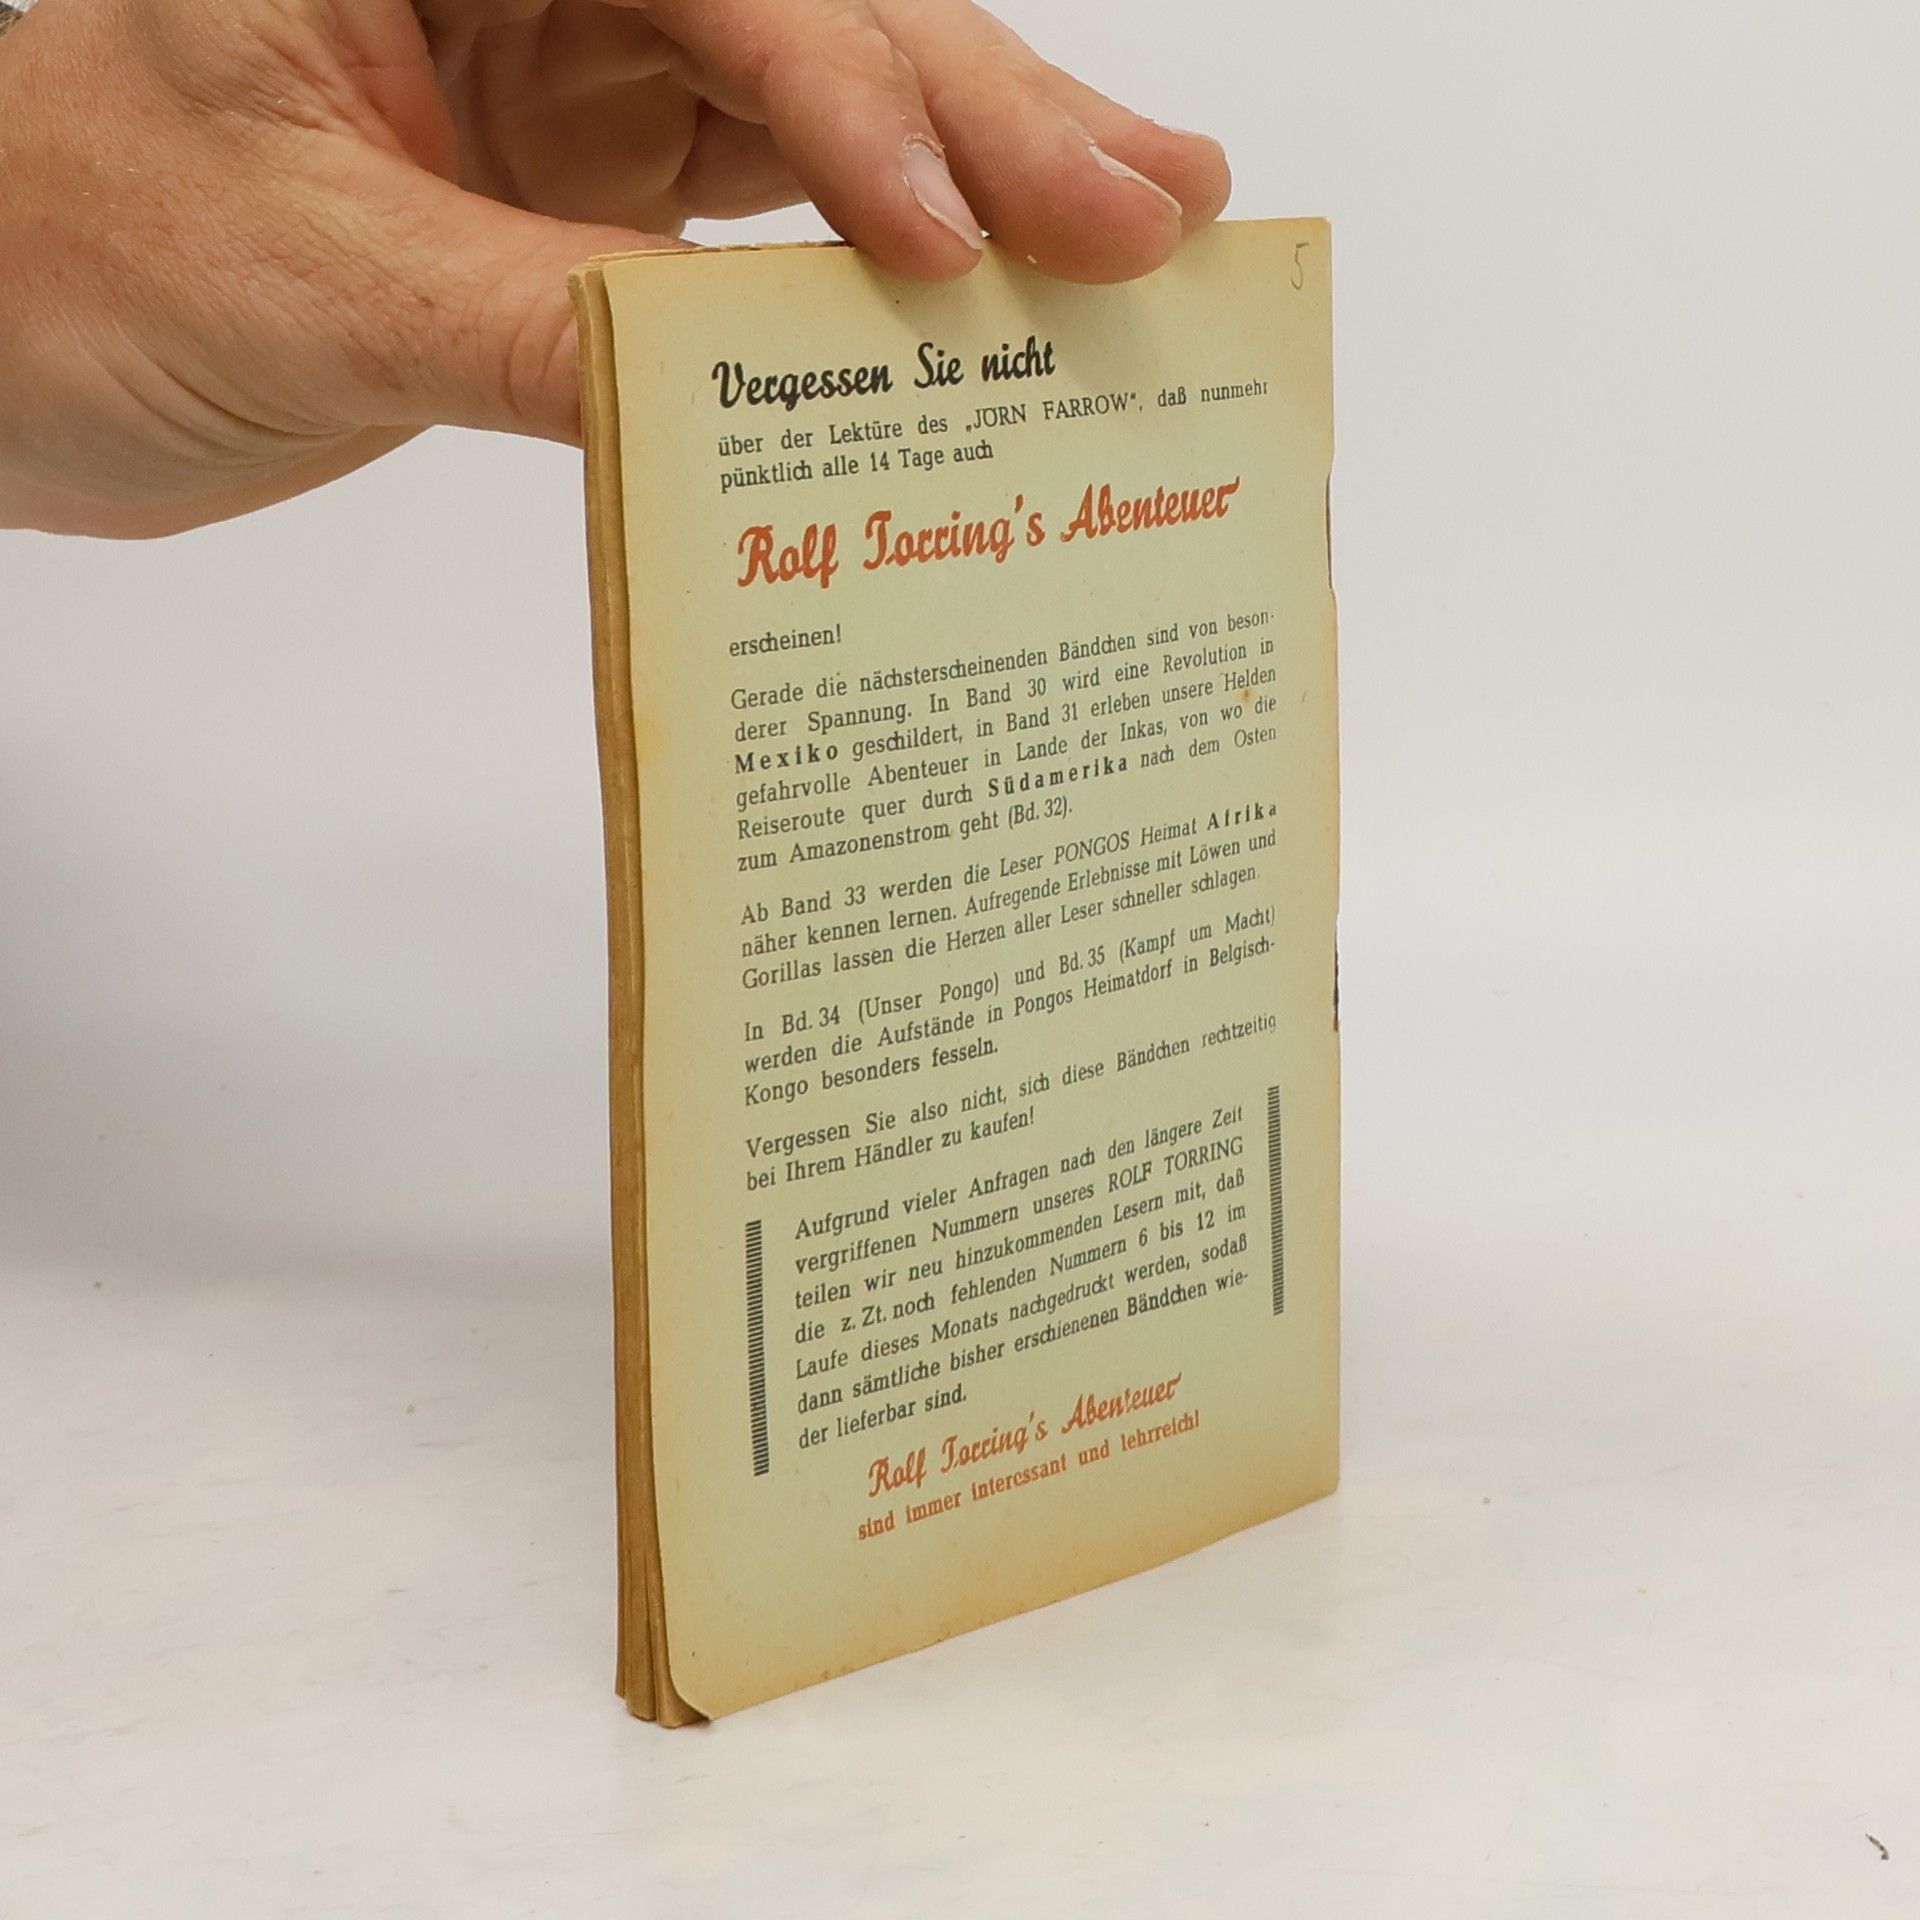 5
Vergessen Sie nicht
über der Lektüre des „JÖRN FARROW“, daß nunmehr
pünktlich alle 14 Tage auch
Rolf Torring's Abenteuer
erscheinen!
Gerade die nächsterscheinenden Bändchen sind von beson-
derer Spannung. In Band 30 wird eine Revolution in
Mexiko geschildert, in Band 31 erleben unsere Helden
gefahrvolle Abenteuer in Lande der Inkas, von wo die
Reiseroute quer durch Südamerika nach dem Osten
zum Amazonenstrom geht (Bd. 32).
Ab Band 33 werden die Leser PONGOS Heimat Afrika
näher kennen lernen. Aufregende Erlebnisse mit Löwen und
Gorillas lassen die Herzen aller Leser schneller schlagen.
In Bd. 34 (Unser Pongo) und Bd. 35 (Kampf um Macht)
werden die Aufstände in Pongos Heimatdorf in Belgisch-
Kongo besonders fesseln.
Vergessen Sie also nicht, sich diese Bändchen rechtzeitig
bei Ihrem Händler zu kaufen!
Aufgrund vieler Anfragen nach den längere Zeit
vergriffenen Nummern unseres ROLF TORRING
teilen wir neu hinzukommenden Lesern mit, daß
die z. Zt. noch fehlenden Nummern 6 bis 12 im
Laufe dieses Monats nachgedruckt werden, sodaß
dann sämtliche bisher erschienenen Bändchen wie-
der lieferbar sind.
Rolf Torring's Abenteuer
sind immer interessant und lehrreich!